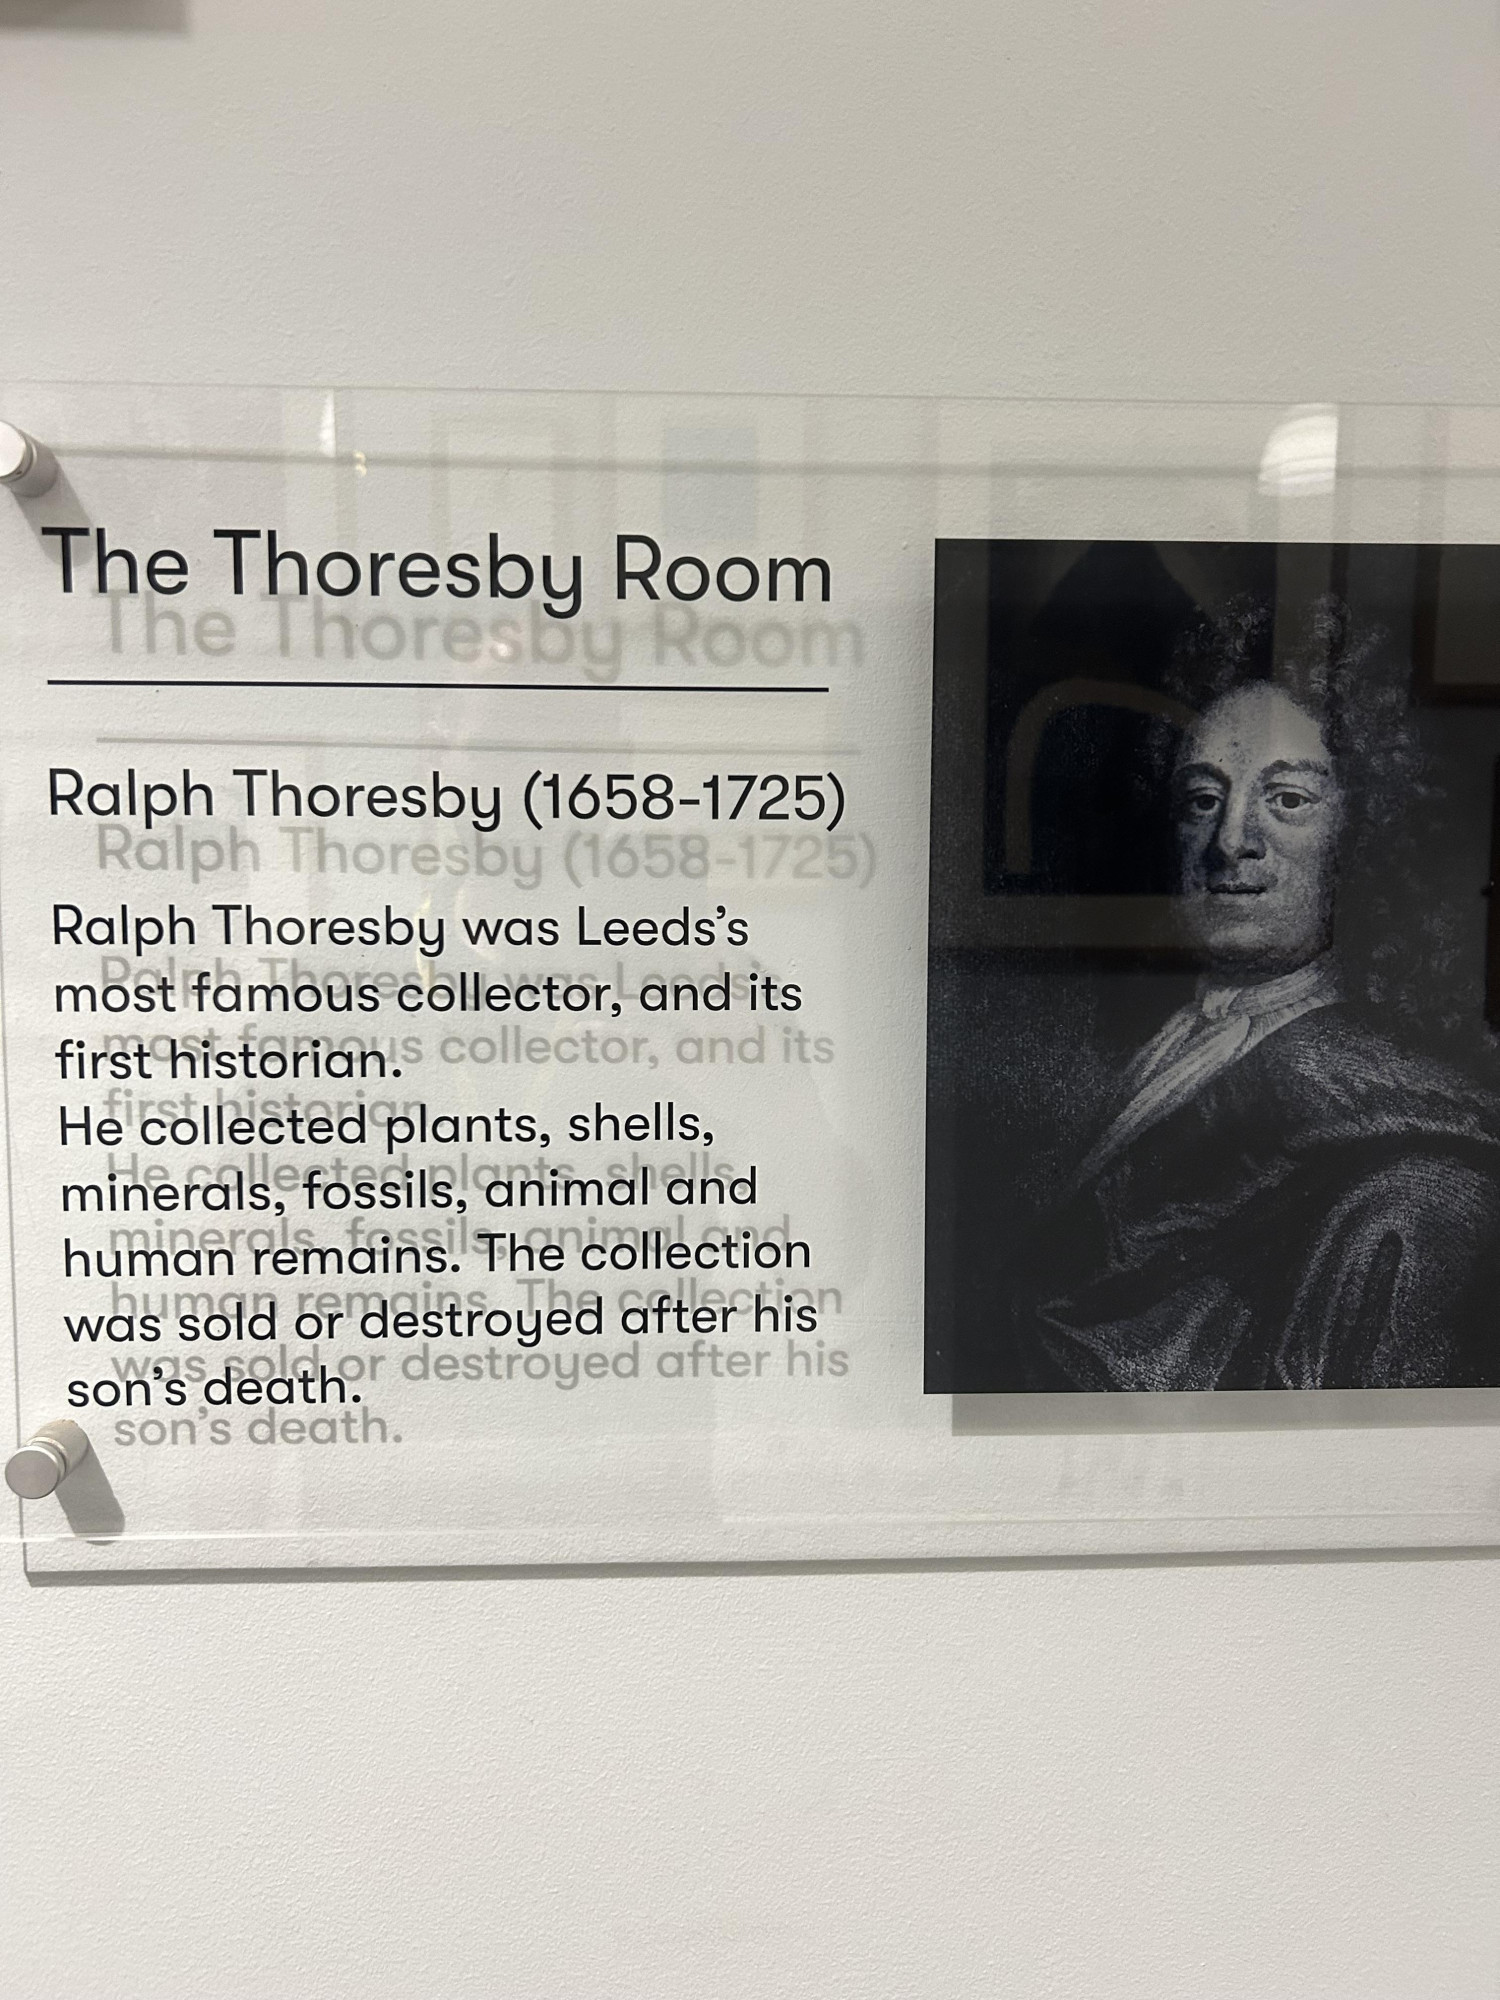 The Thoresby Room
Ralph Thoresby (1658-1725)
Ralph Thoresby was Leeds's
most famous collector, and its
first historian.
He collected plants, shells,
minerals, fossils, animal and
human remains. The collection
was sold or destroyed after his
son's death.